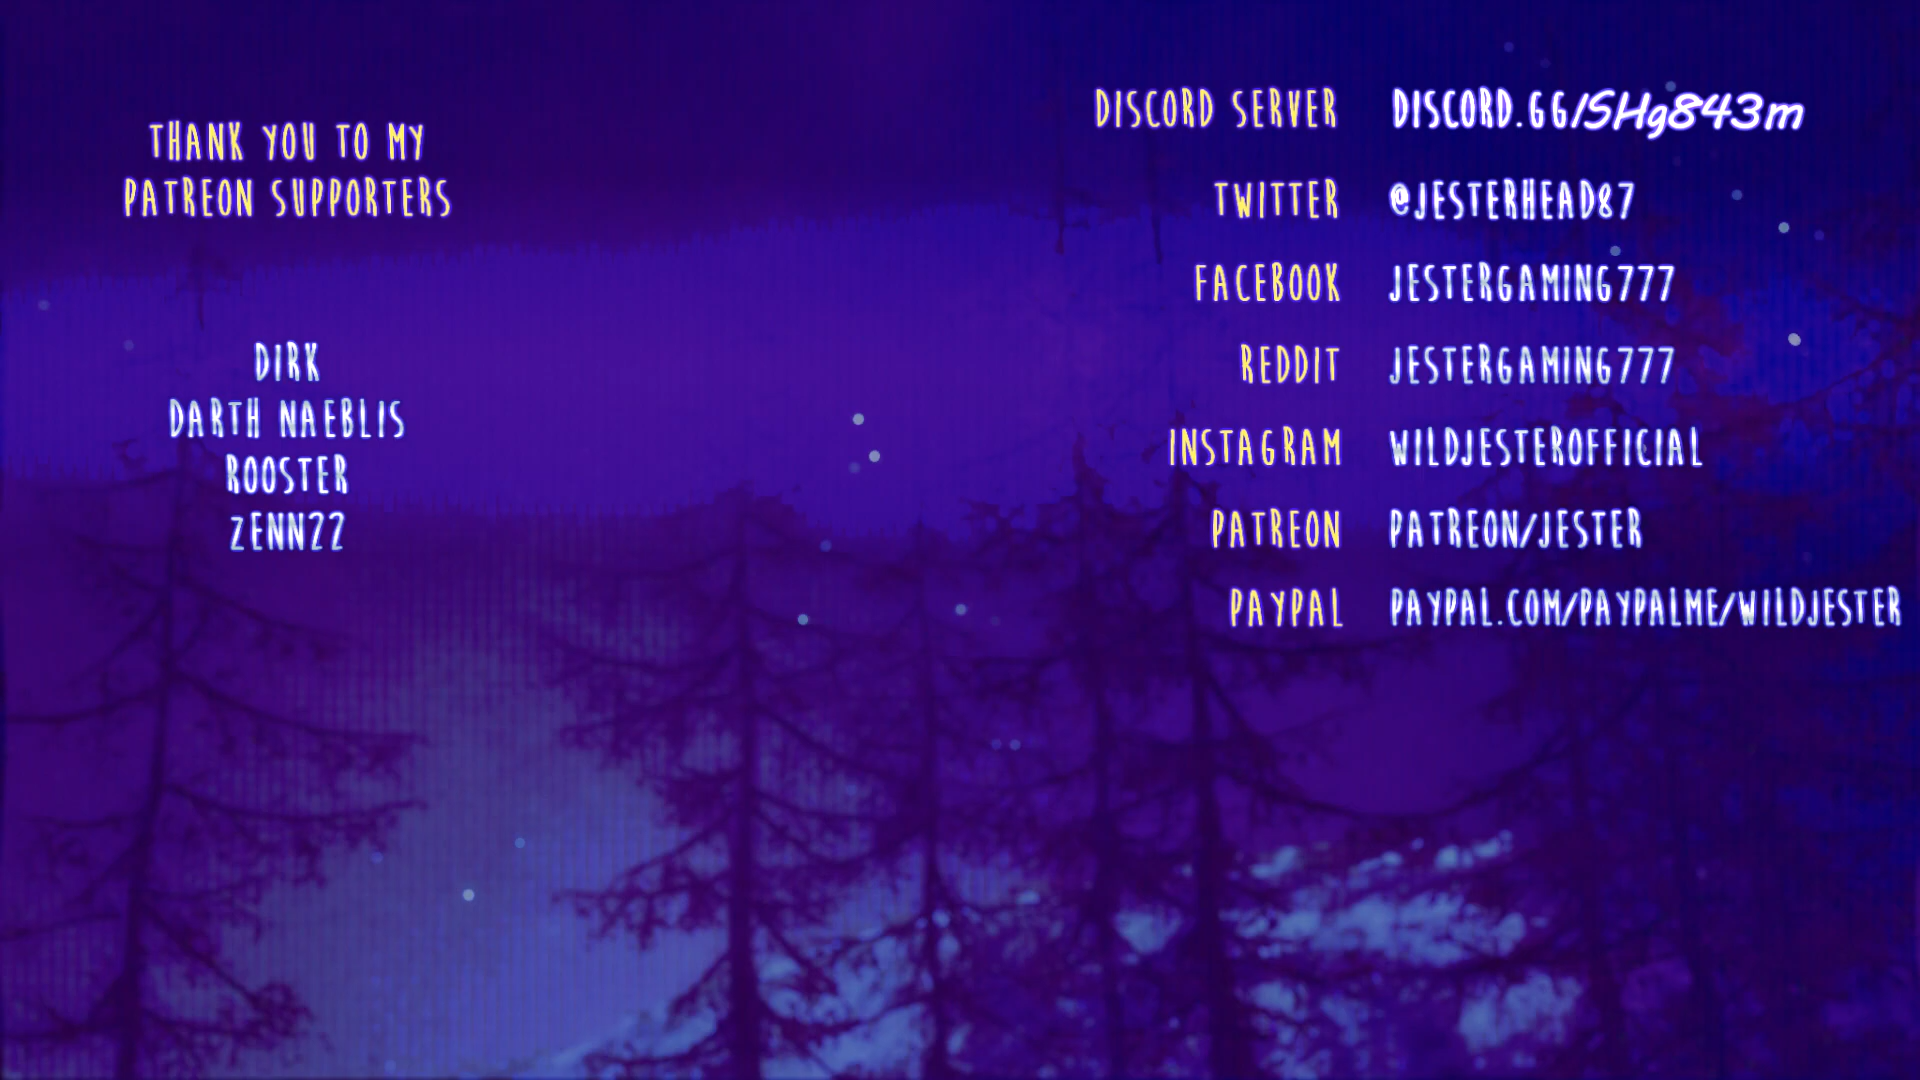 THANK YOU TO MY
PATREON SUPPORTERS
DIRK
DARTH NAEBLIS
ROOSTER
ZENN22
DISCORD SERVER DISCORD.GG/SHg843m
TWITTER @JESTERHEAD87
FACEBOOK JESTERGAMING777
REDDIT JESTERGAMING777
INSTAGRAM WILDJESTEROFFICIAL
PATREON PATREON/JESTER
PAYPAL PAYPAL.COM/PAYPALME/WILDJESTER